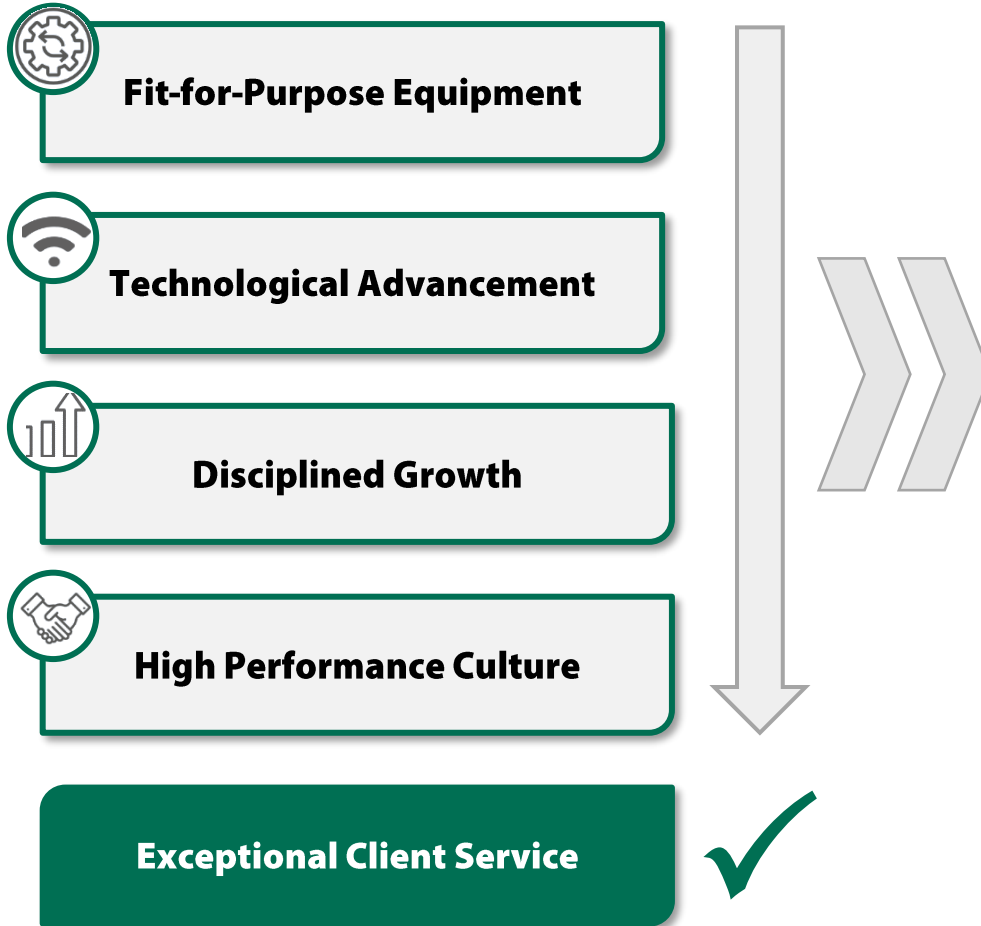 Fit-for-Purpose Equipment
Technological Advancement
Disciplined Growth
High Performance Culture
Exceptional Client Service